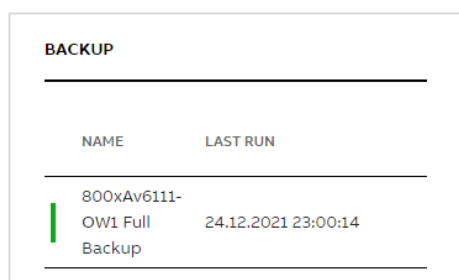 BACKUP
NAME LAST RUN
800xAv6111-
OW1 Full 24.12.2021 23:00:14
Backup